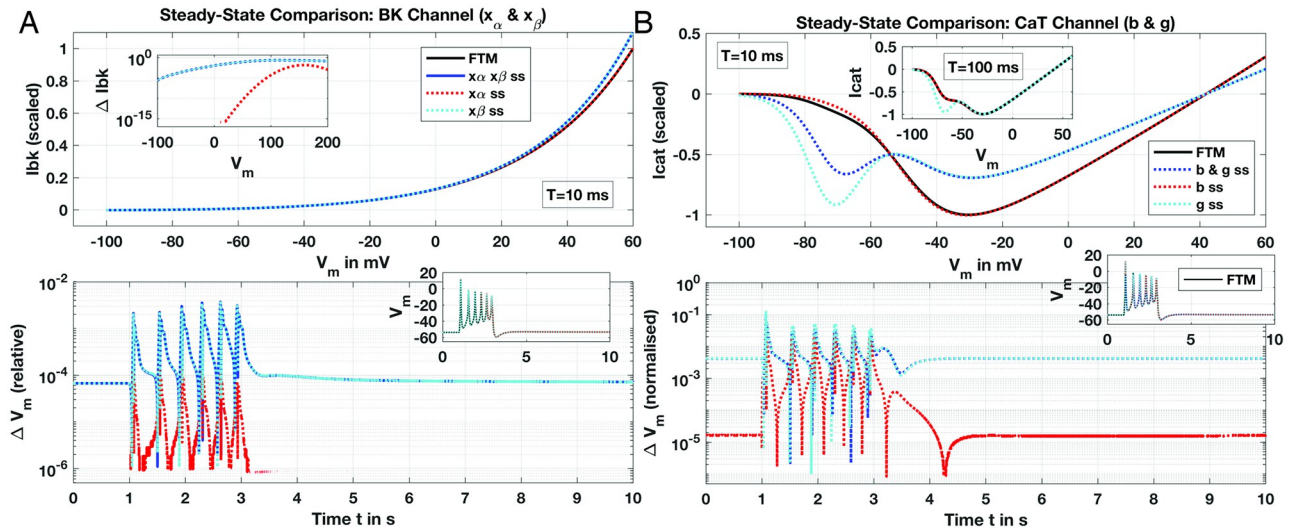 A
Steady-State Comparison: BK Channel (xα & xβ)
Ibk (scaled)
1
0.8
0.6
0.4
0.2
0
-100 -80 -60 -40 -20 0 20 40 60
Vm in mV
Δ Ibk
10^0
10^-15
-100 0 100 200
Vm
FTM
xα xβ ss
xα ss
xβ ss
T=10 ms
Δ Vm (relative)
10^-2
10^-4
10^-6
0 1 2 3 4 5 6 7 8 9 10
Time t in s
Vm
20
0
-20
-40
-60
0 5 10
B
Steady-State Comparison: CaT Channel (b & g)
Icat (scaled)
0.5
0
-0.5
-1
-100 -80 -60 -40 -20 0 20 40 60
Vm in mV
T=10 ms
Icat
0.5
0
-0.5
-1
T=100 ms
-100 -50 0 50
Vm
FTM
b & g ss
b ss
g ss
Δ Vm (normalised)
10^0
10^-1
10^-3
10^-5
0 1 2 3 4 5 6 7 8 9 10
Time t in s
Vm
20
0
-20
-40
-60
FTM
0 5 10